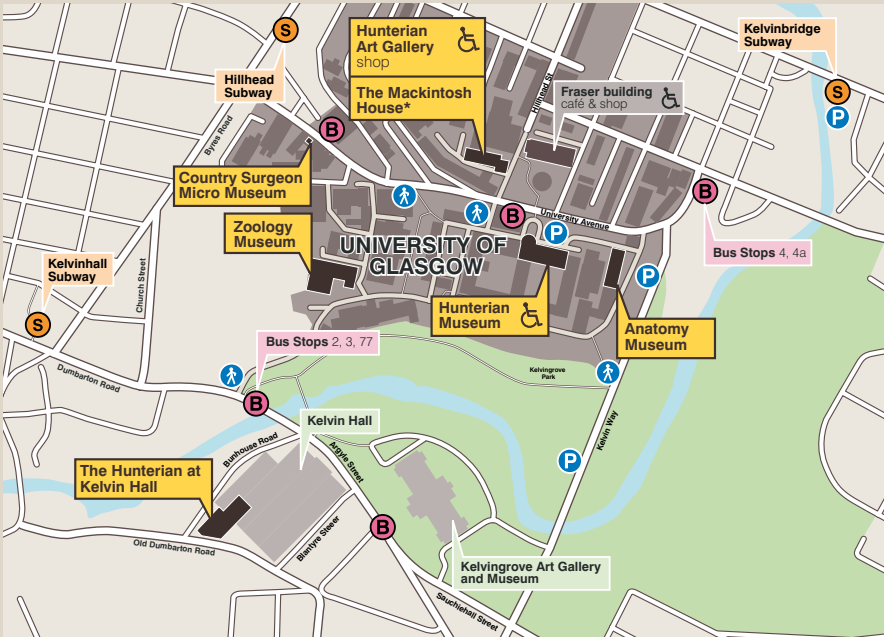 S
Hillhead
Subway
Byres Road
Hunterian
Art Gallery
shop
The Mackintosh
House*
Hillhead St
Fraser building
café & shop
Kelvinbridge
Subway
S
P
B
Country Surgeon
Micro Museum
Zoology
Museum
B
University Avenue
P
B
Bus Stops 4, 4a
UNIVERSITY OF
GLASGOW
Kelvinhall
Subway
S
Church Street
Hunterian
Museum
P
Anatomy
Museum
Bus Stops 2, 3, 77
Dumbarton Road
B
Kelvingrove
Park
Kelvin Way
P
Kelvin Hall
Bunhouse Road
Argyle Street
The Hunterian at
Kelvin Hall
Old Dumbarton Road
Blantyre Steeer
B
Kelvingrove Art Gallery
and Museum
Sauchiehall Street